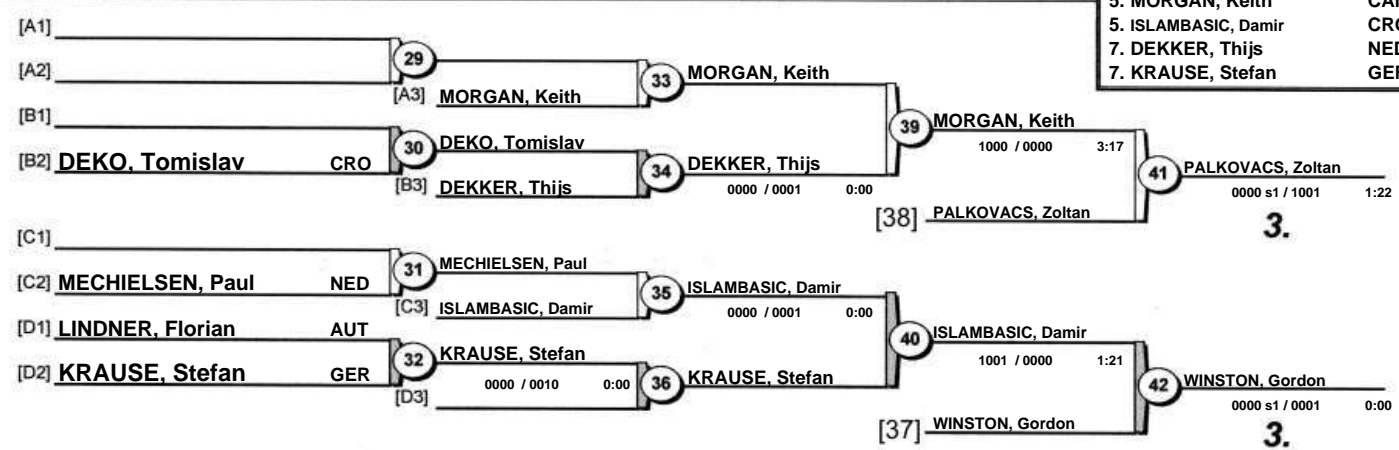 5. MORGAN, Keith
5. ISLAMBASIC, Damir
7. DEKKER, Thijs
7. KRAUSE, Stefan
[A1]
[A2]
29
[A3] MORGAN, Keith
33
MORGAN, Keith
[B1]
[B2] DEKO, Tomislav CRO
30
DEKO, Tomislav
[B3] DEKKER, Thijs
34
DEKKER, Thijs
0000 / 0001 0:00
39
MORGAN, Keith
1000 / 0000 3:17
[38] PALKOVACS, Zoltan
41
PALKOVACS, Zoltan
0000 s1 / 1001 1:22
3.
[C1]
[C2] MECHIELSEN, Paul NED
31
MECHIELSEN, Paul
[C3] ISLAMBASIC, Damir
35
ISLAMBASIC, Damir
0000 / 0001 0:00
[D1] LINDNER, Florian AUT
[D2] KRAUSE, Stefan GER
32
KRAUSE, Stefan
0000 / 0010 0:00
[D3]
36
KRAUSE, Stefan
40
ISLAMBASIC, Damir
1001 / 0000 1:21
[37] WINSTON, Gordon
42
WINSTON, Gordon
0000 s1 / 0001 0:00
3.